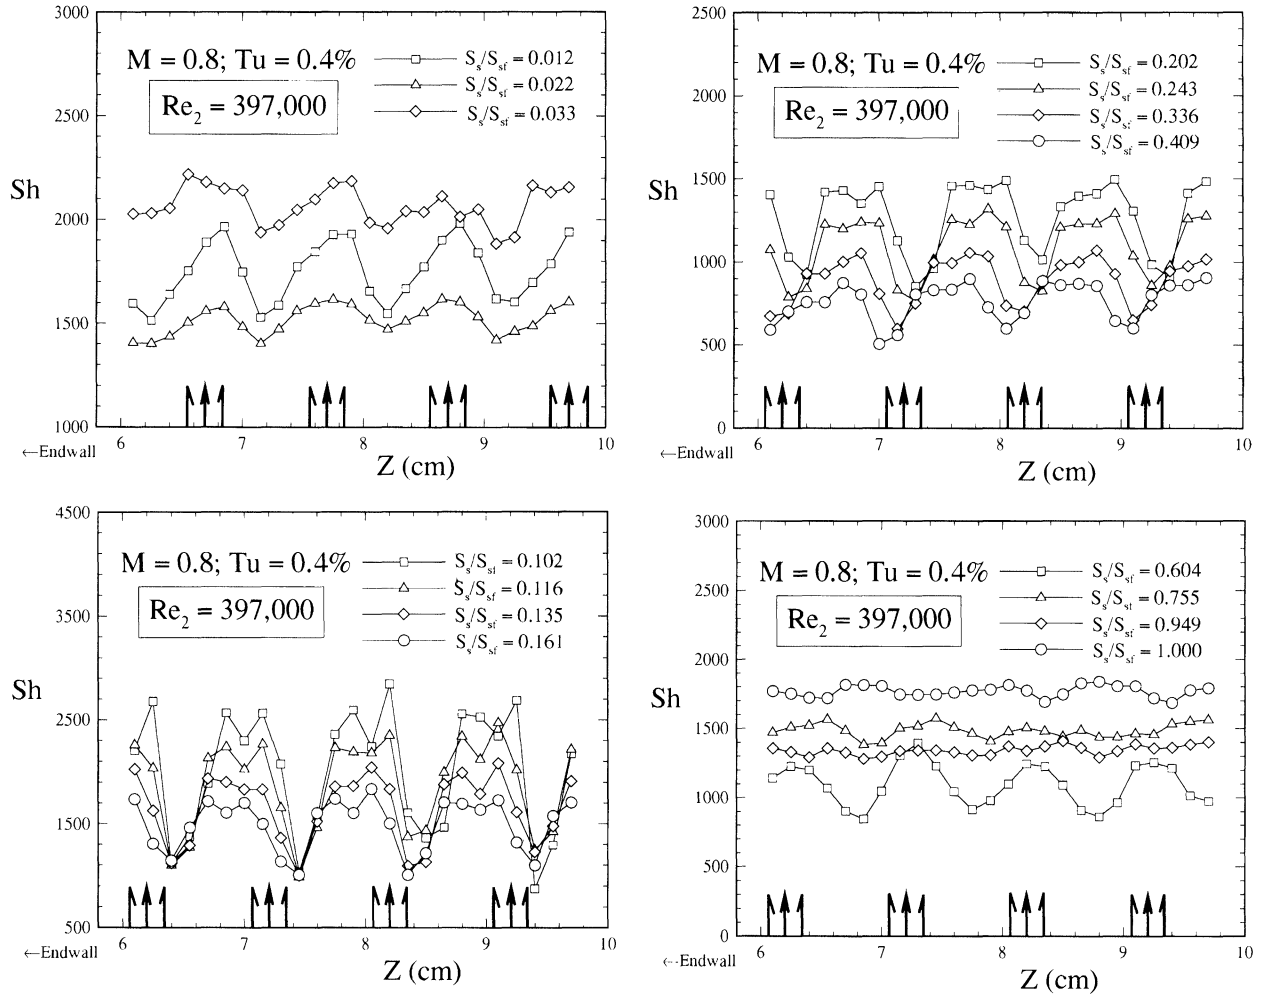 M = 0.8; Tu = 0.4%
Re2 = 397,000
Ss/Ssf = 0.012
Ss/Ssf = 0.022
Ss/Ssf = 0.033
3000
2500
2000
1500
1000
Sh
6 7 8 9 10
←Endwall
Z (cm)
M = 0.8; Tu = 0.4%
Re2 = 397,000
Ss/Ssf = 0.202
Ss/Ssf = 0.243
Ss/Ssf = 0.336
Ss/Ssf = 0.409
2500
2000
1500
1000
500
0
Sh
6 7 8 9 10
←Endwall
Z (cm)
M = 0.8; Tu = 0.4%
Re2 = 397,000
Ss/Ssf = 0.102
Ss/Ssf = 0.116
Ss/Ssf = 0.135
Ss/Ssf = 0.161
4500
3500
2500
1500
500
Sh
6 7 8 9 10
←Endwall
Z (cm)
M = 0.8; Tu = 0.4%
Re2 = 397,000
Ss/Ssf = 0.604
Ss/Ssf = 0.755
Ss/Ssf = 0.949
Ss/Ssf = 1.000
3000
2500
2000
1500
1000
500
0
Sh
6 7 8 9 10
←Endwall
Z (cm)